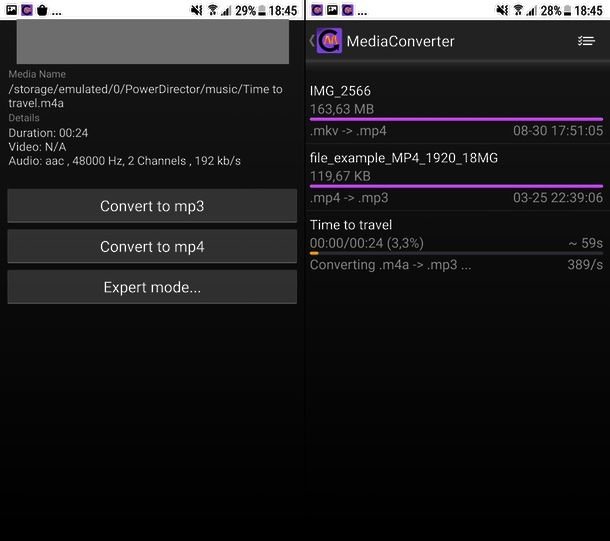 ... 29% 18:45
Media Name
/storage/emulated/0/PowerDirector/music/Time to
travel.m4a
Details
Duration: 00:24
Video: N/A
Audio: aac , 48000 Hz, 2 Channels , 192 kb/s
Convert to mp3
Convert to mp4
Expert mode...
... 28% 18:45
MediaConverter
IMG_2566
163,63 MB
.mkv -> .mp4 08-30 17:51:05
file_example_MP4_1920_18MG
119,67 KB
.mp4 -> .mp3 03-25 22:39:06
Time to travel
00:00/00:24 (3,3%) ~ 59s
Converting .m4a -> .mp3 ... 389/s